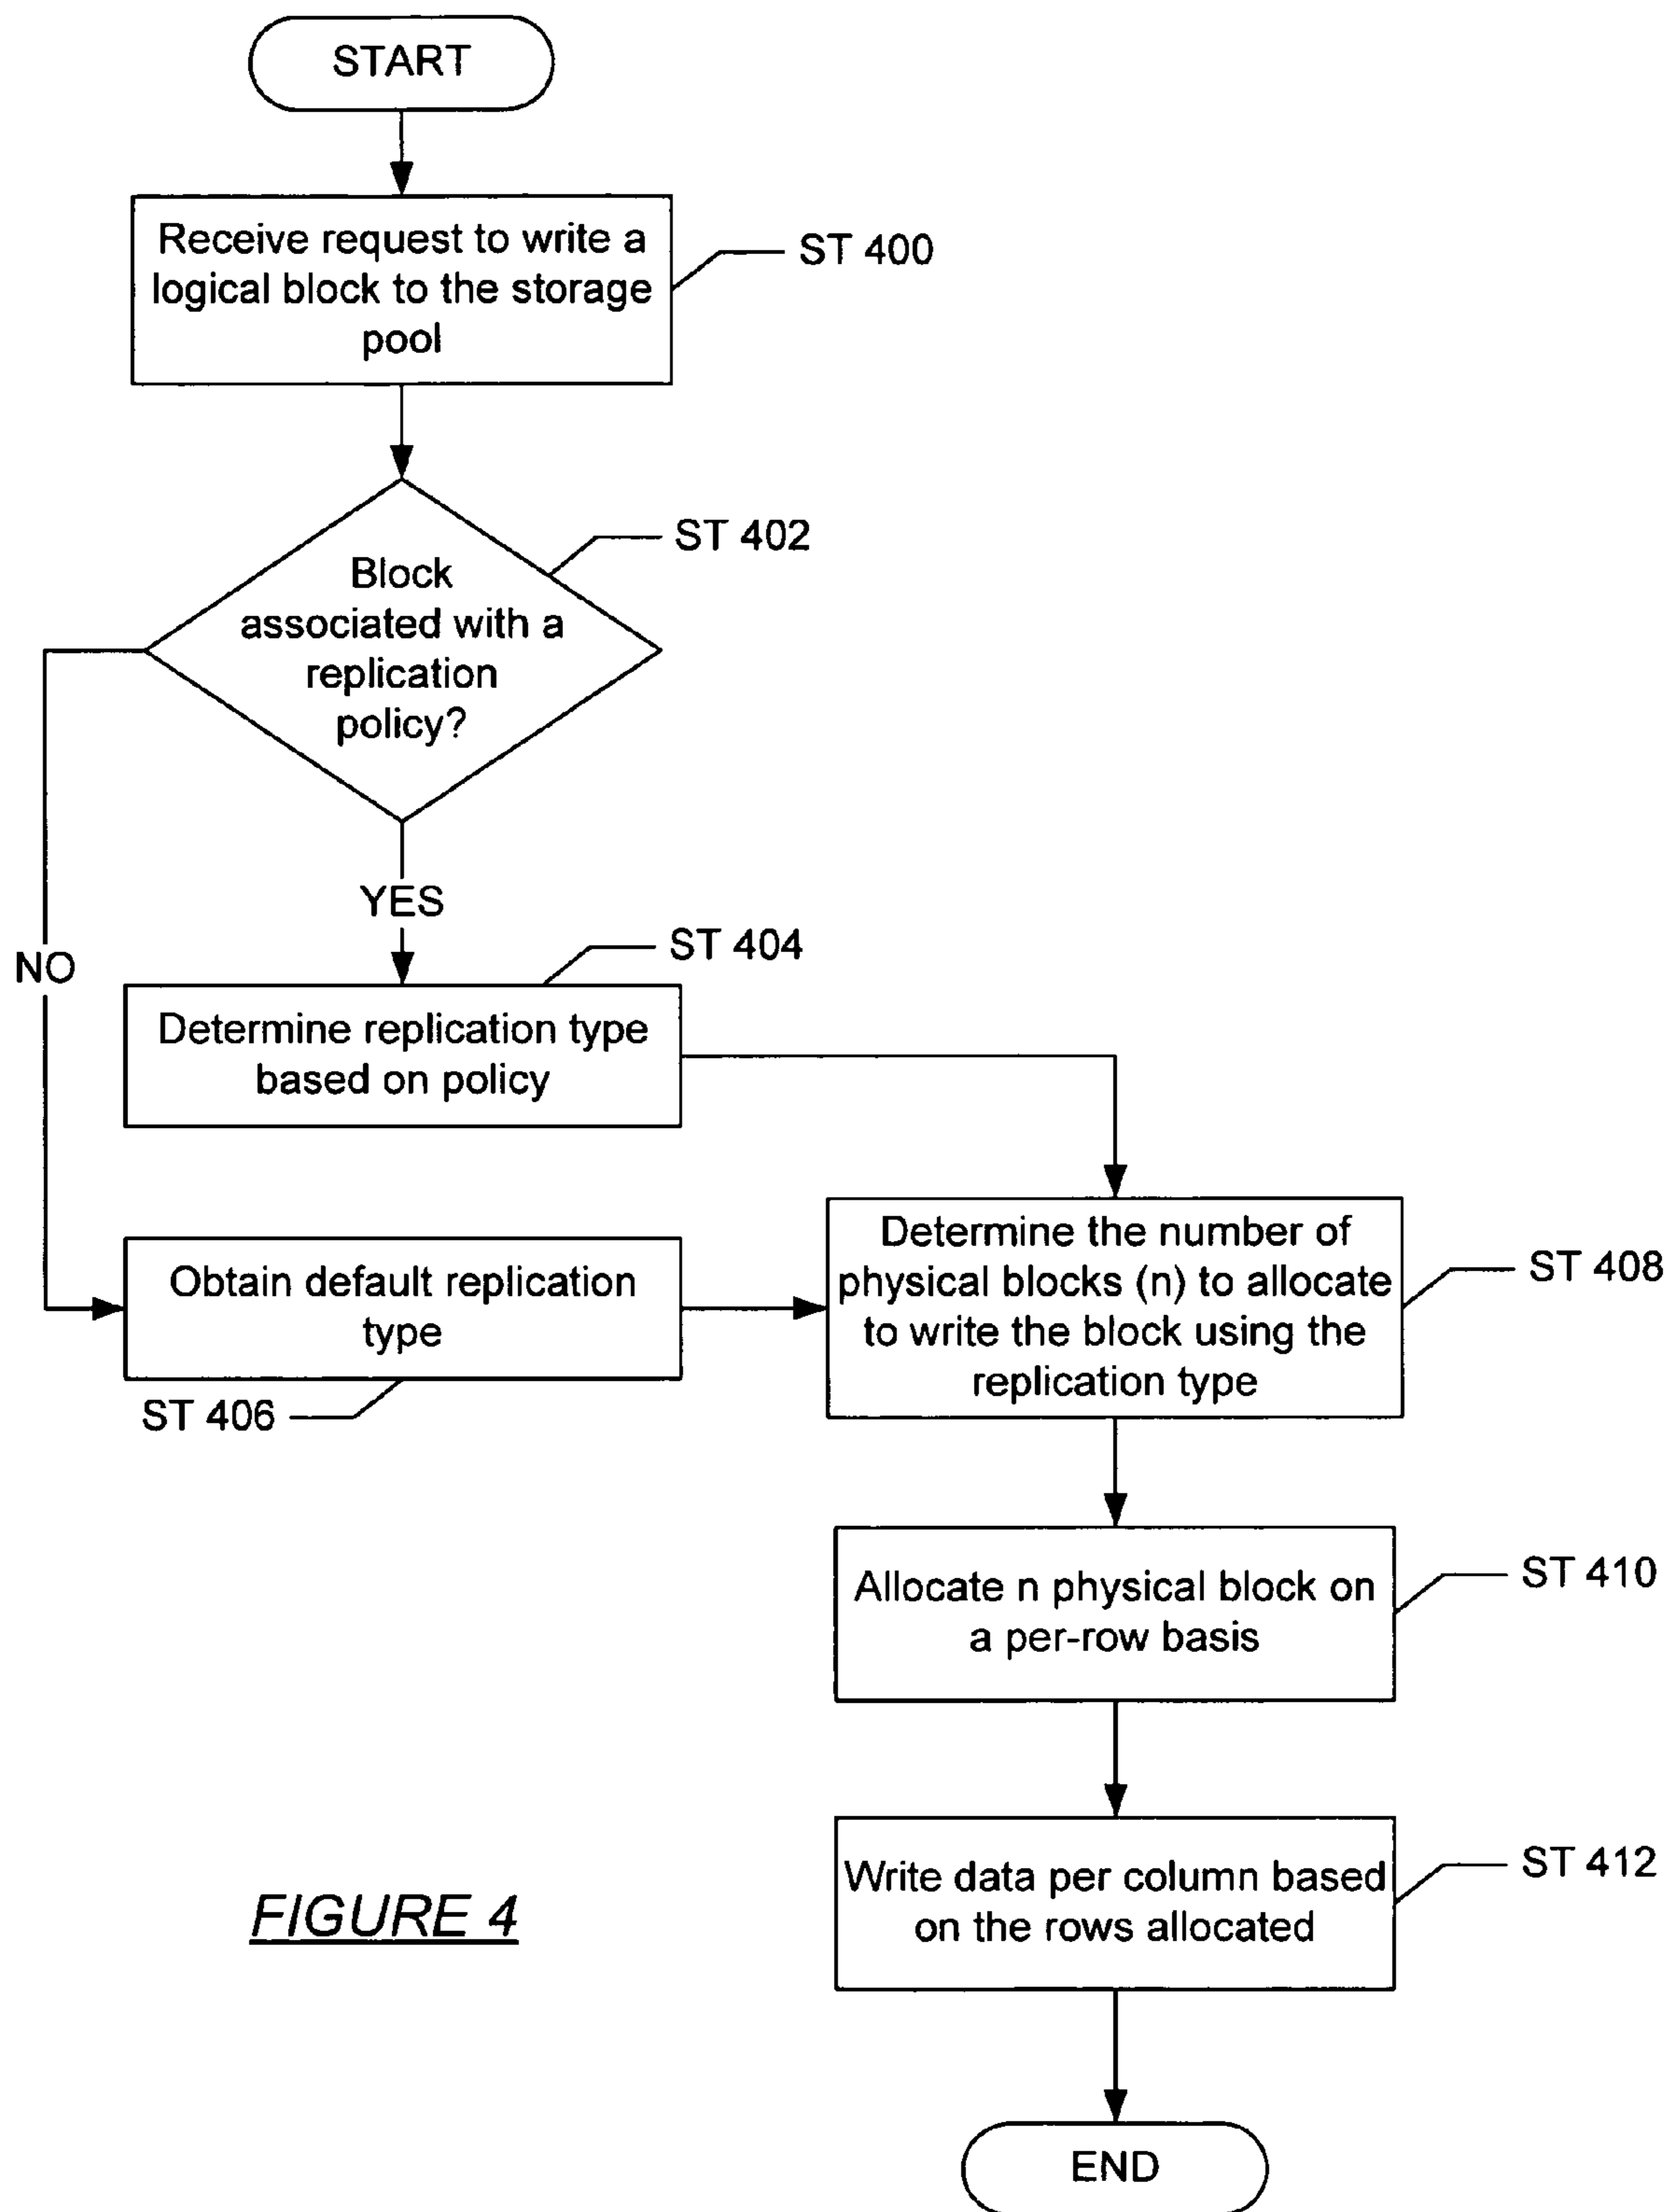 START
Receive request to write a
logical block to the storage
pool
ST 400
Block
associated with a
replication
policy?
ST 402
YES
NO
Determine replication type
based on policy
ST 404
Obtain default replication
type
ST 406
Determine the number of
physical blocks (n) to allocate
to write the block using the
replication type
ST 408
Allocate n physical block on
a per-row basis
ST 410
Write data per column based
on the rows allocated
ST 412
END
FIGURE 4